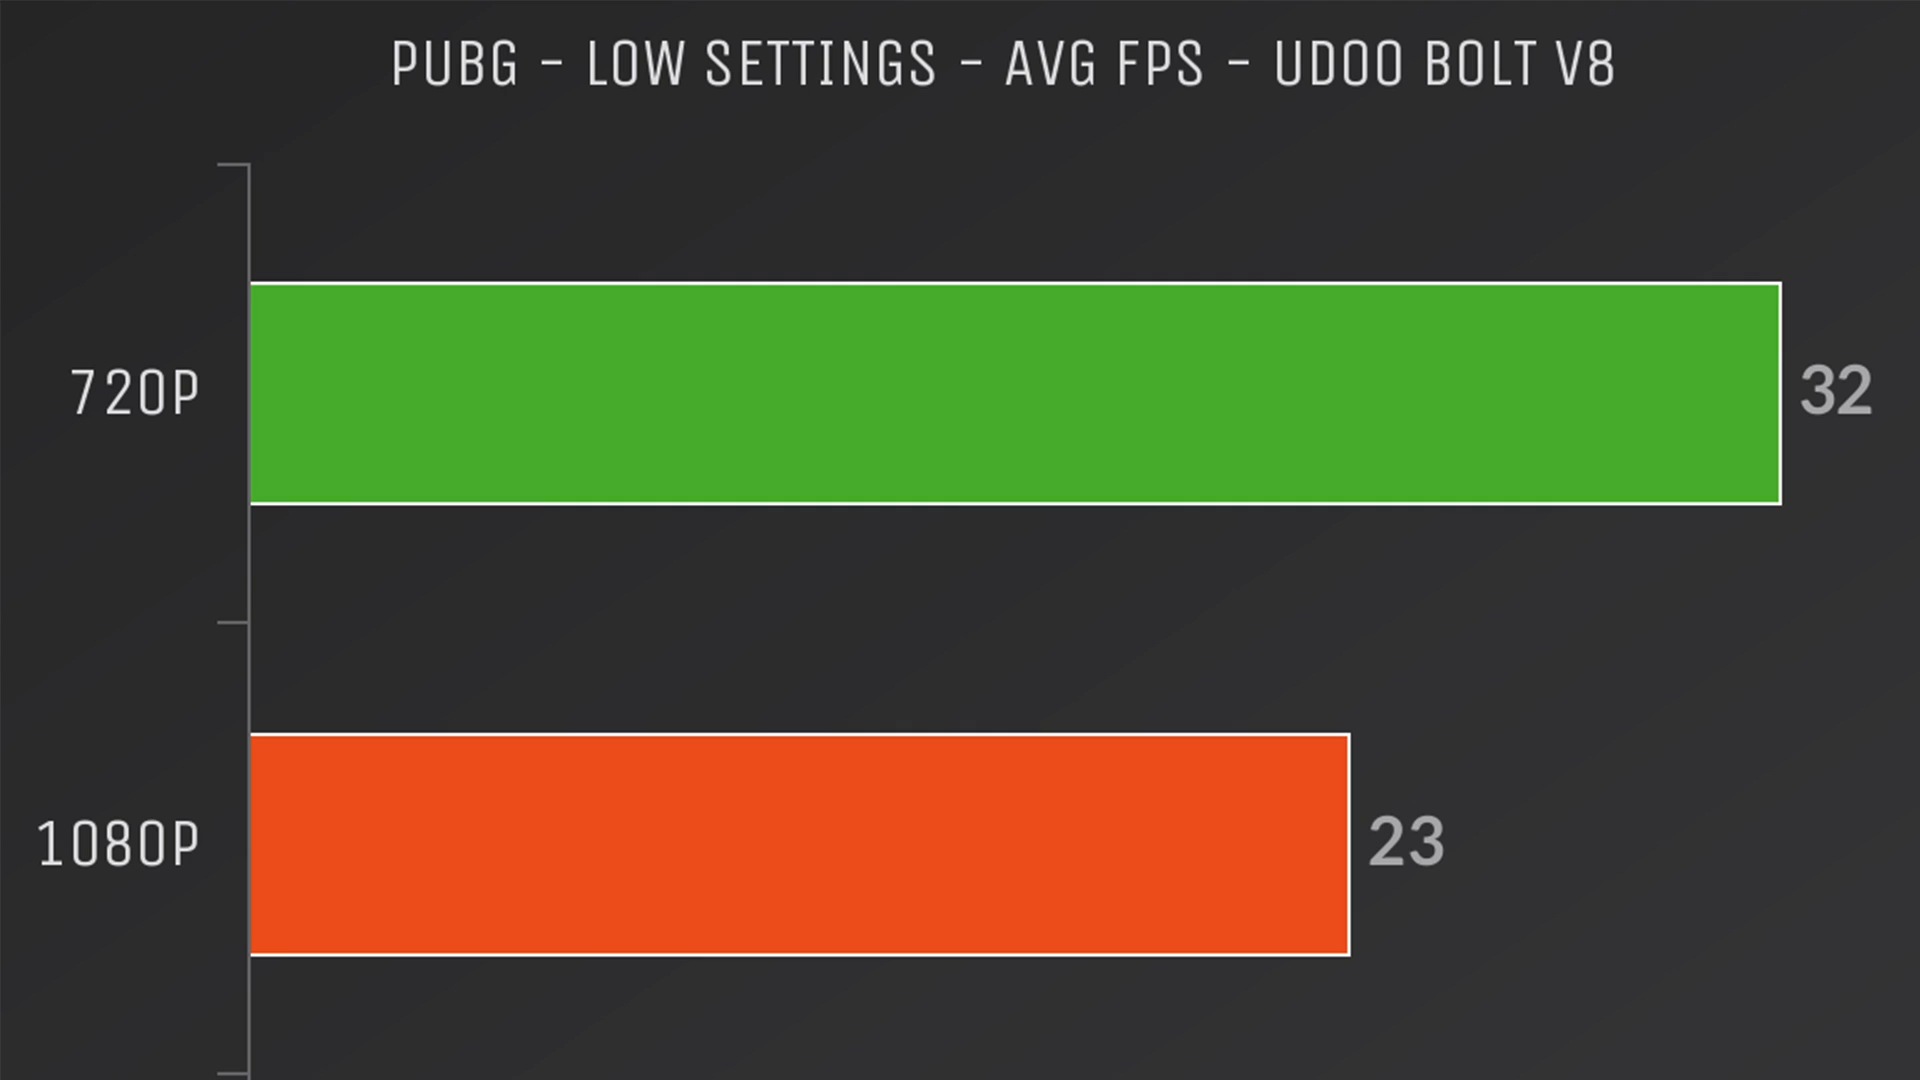 PUBG - LOW SETTINGS - AVG FPS - UDOO BOLT V8
720P
32
1080P
23